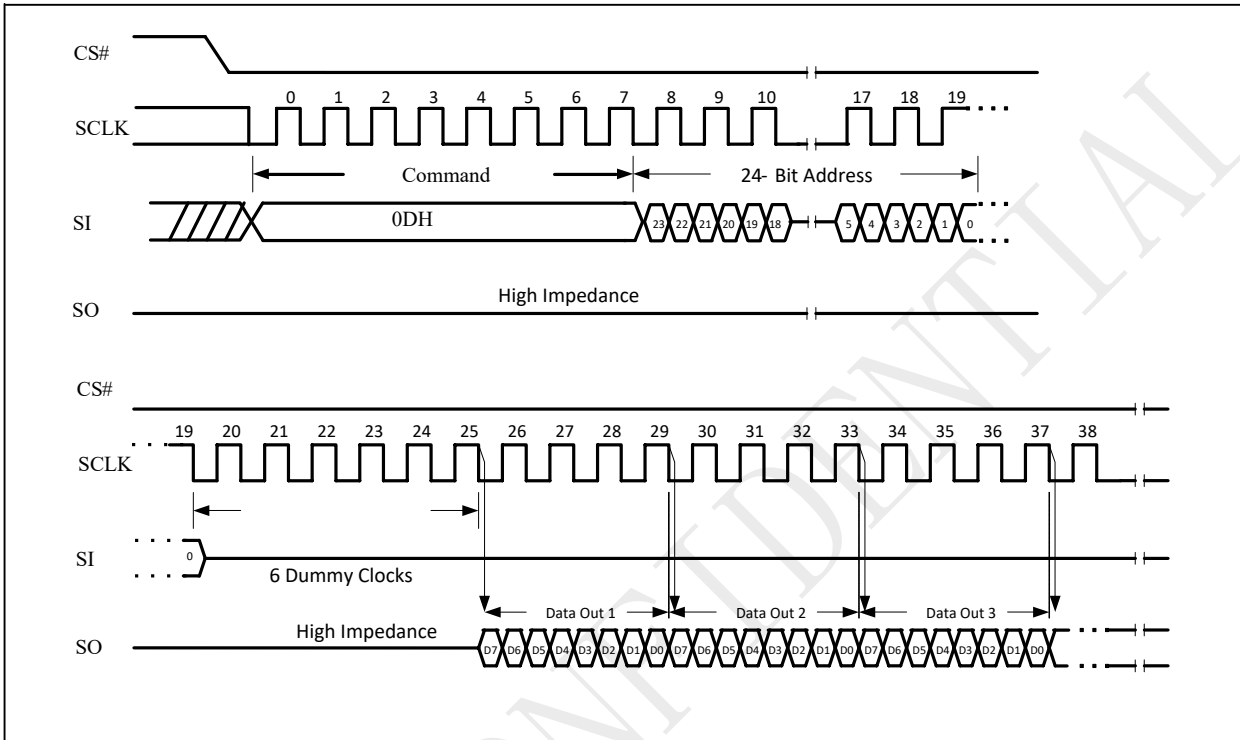 CS#
0 1 2 3 4 5 6 7 8 9 10 17 18 19
SCLK
Command 24- Bit Address
SI 0DH 23 22 21 20 19 18 5 4 3 2 1 0
High Impedance
SO
CS#
19 20 21 22 23 24 25 26 27 28 29 30 31 32 33 34 35 36 37 38
SCLK
SI 0
6 Dummy Clocks
Data Out 1 Data Out 2 Data Out 3
High Impedance
SO D7 D6 D5 D4 D3 D2 D1 D0 D7 D6 D5 D4 D3 D2 D1 D0 D7 D6 D5 D4 D3 D2 D1 D0
NFIDENTIAL